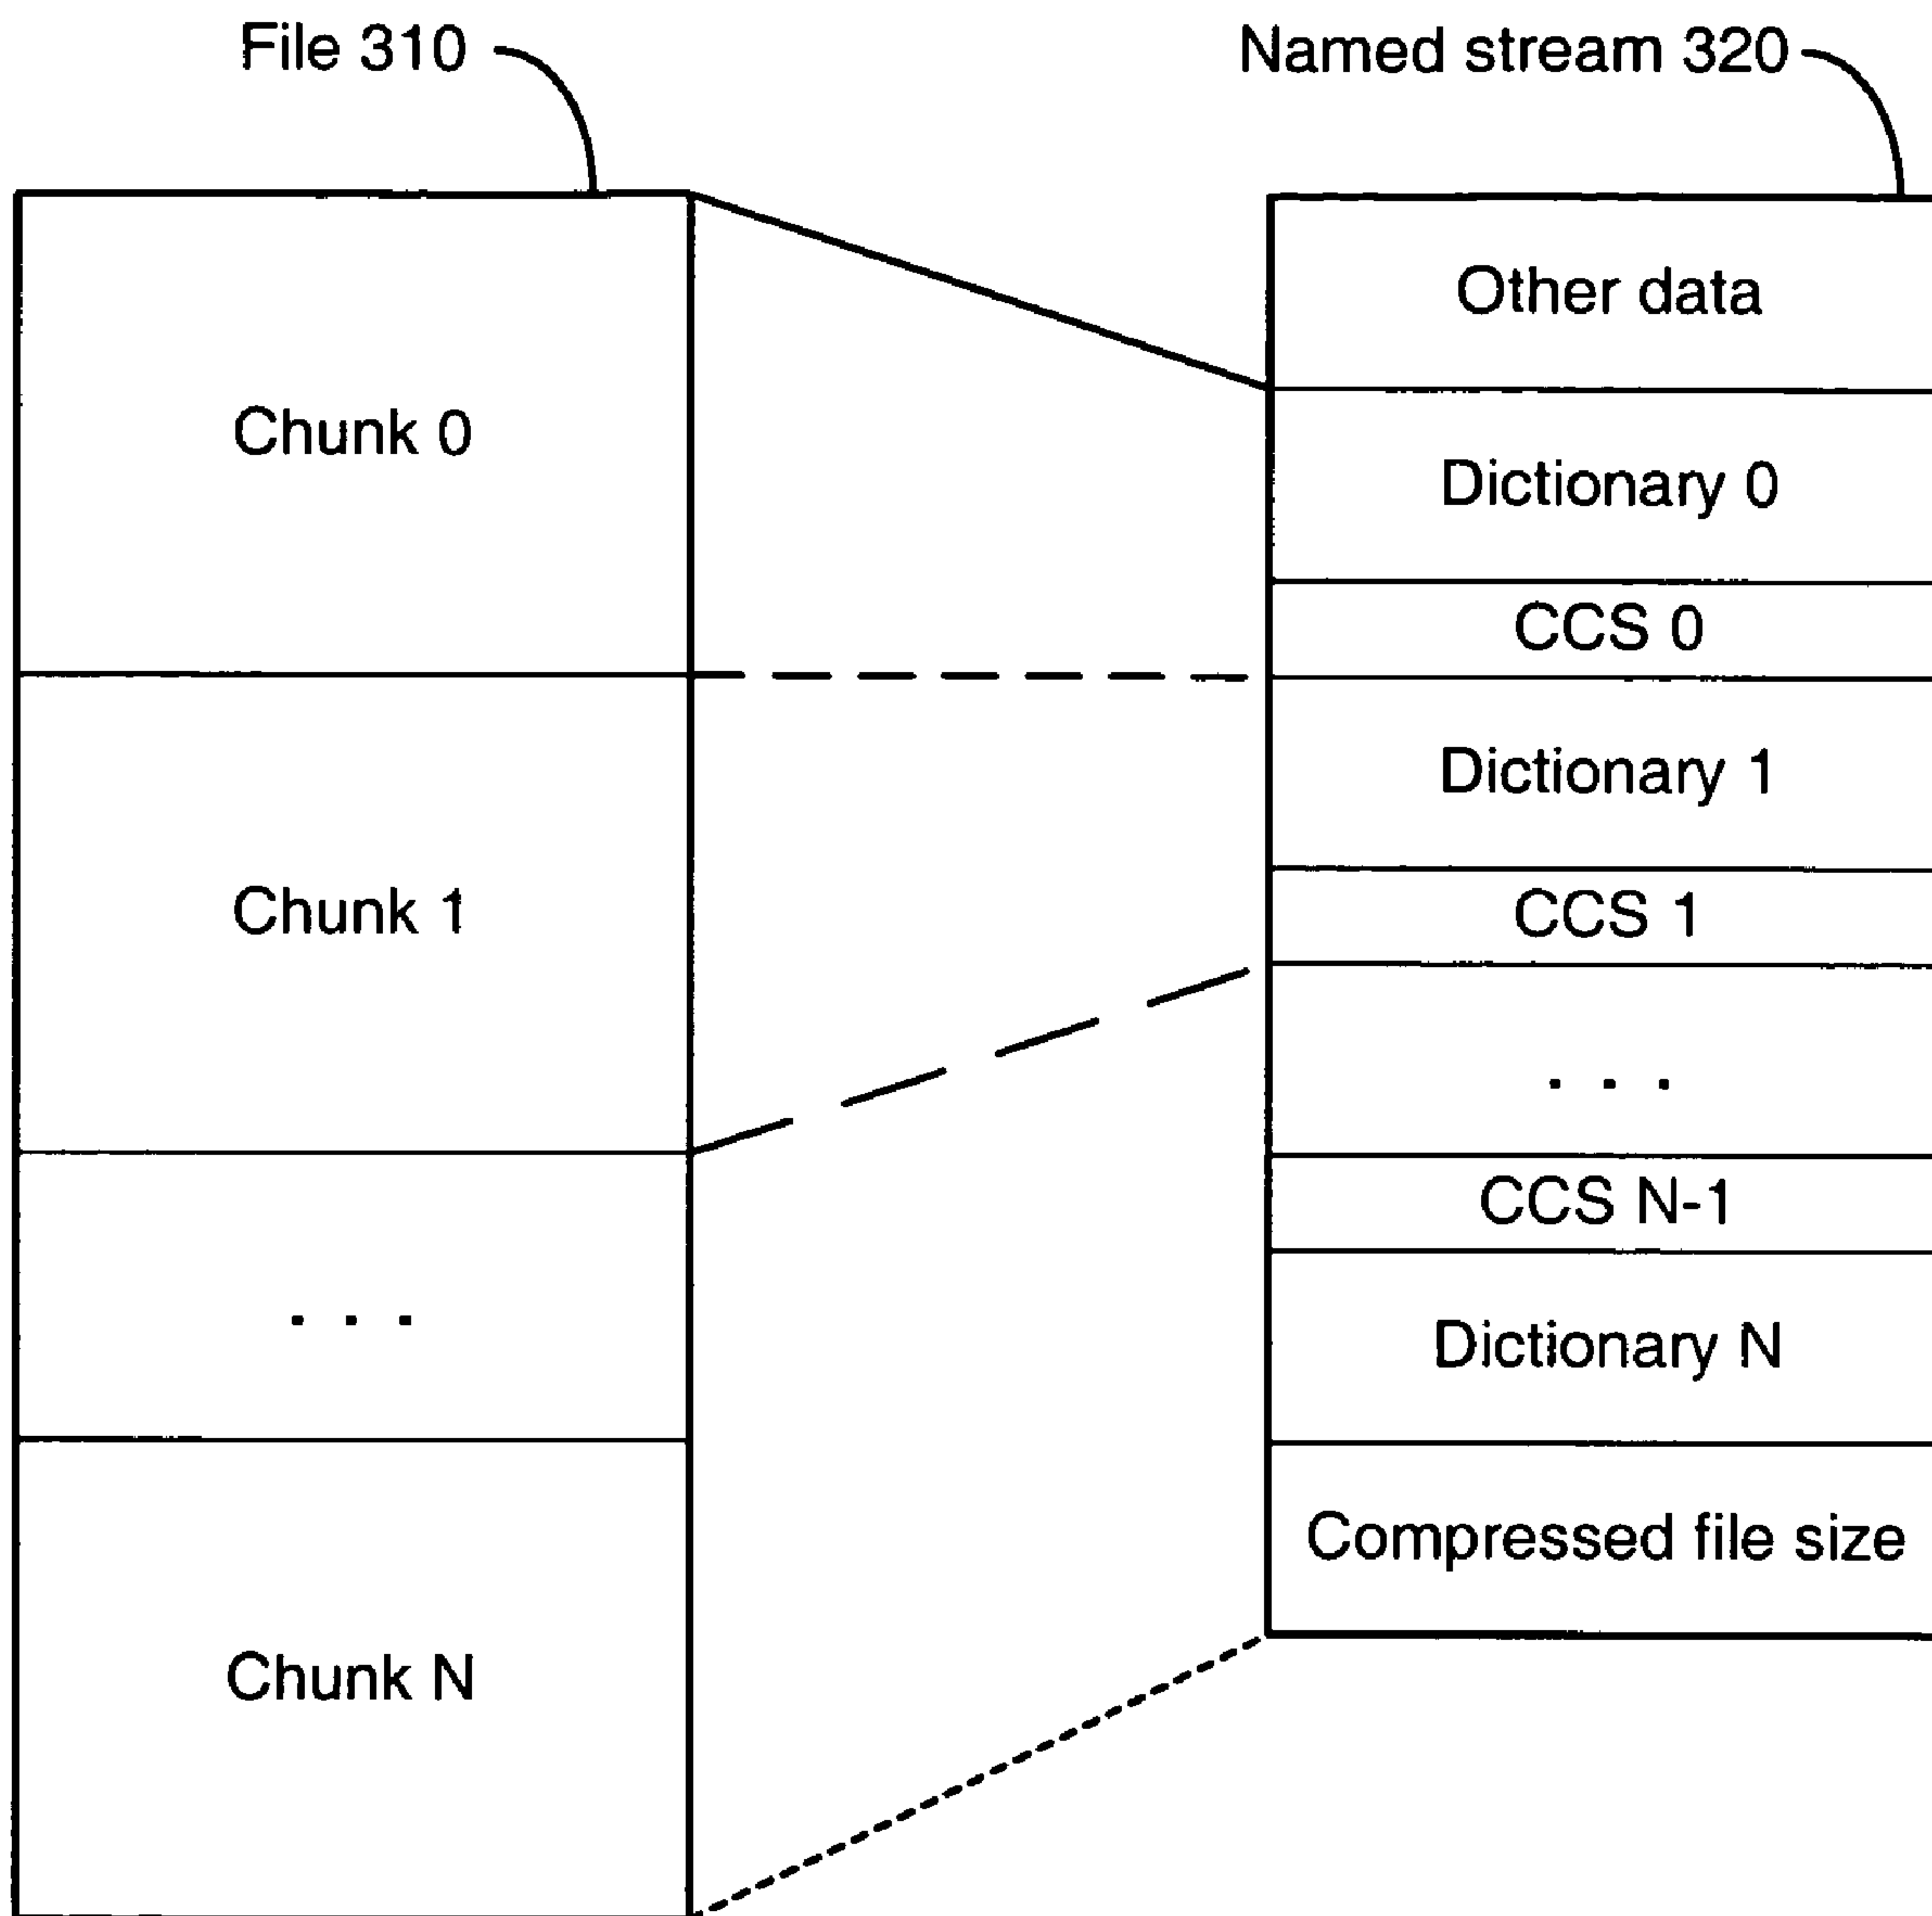 File 310
Named stream 320
Chunk 0
Chunk 1
. . .
Chunk N
Other data
Dictionary 0
CCS 0
Dictionary 1
CCS 1
. . .
CCS N-1
Dictionary N
Compressed file size